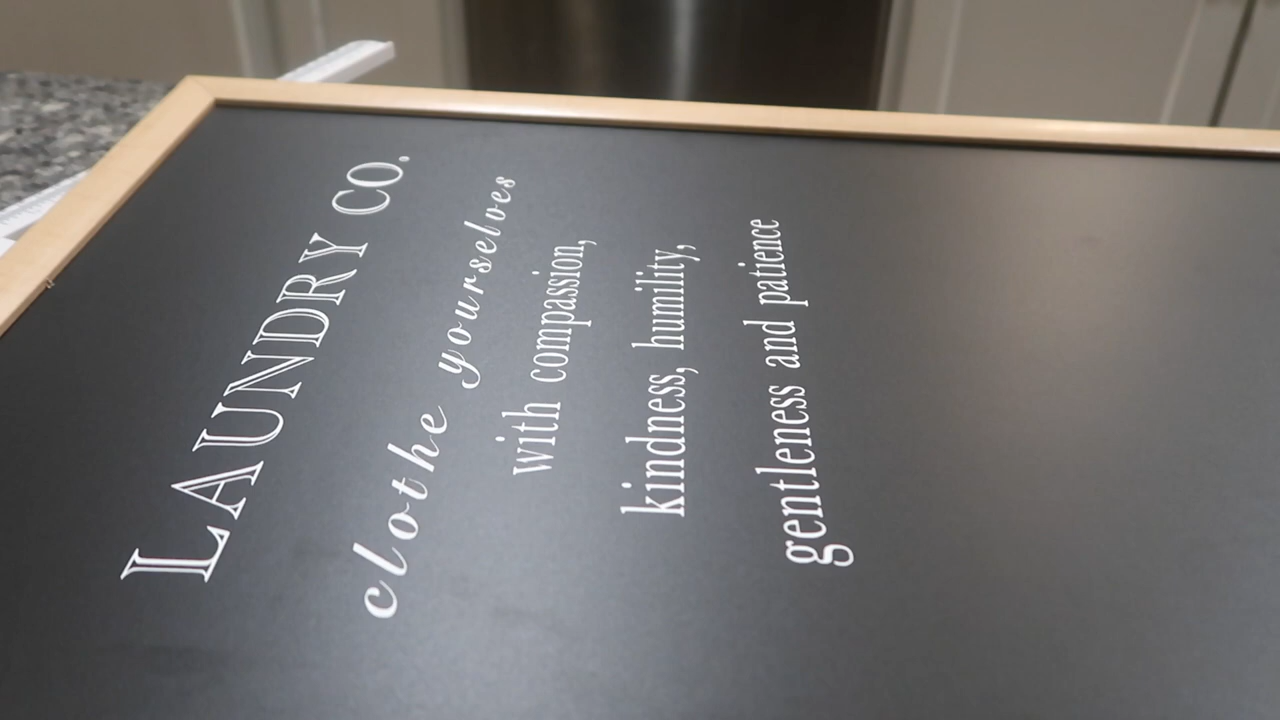 LAUNDRY CO.
clothe yourselves
with compassion,
kindness, humility,
gentleness and patience